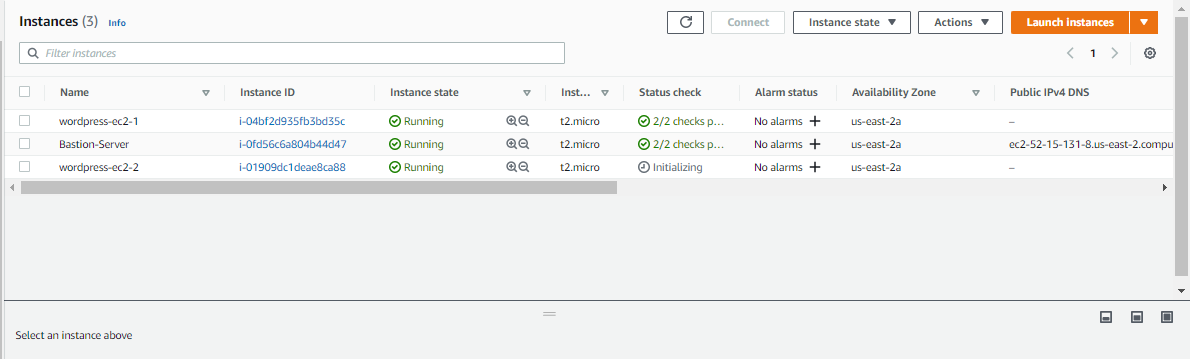 Instances (3) Info Connect Instance state Actions Launch instances
Filter instances 1
Name Instance ID Instance state Inst... Status check Alarm status Availability Zone Public IPv4 DNS
wordpress-ec2-1 i-04bf2d935fb3bd35c Running t2.micro 2/2 checks p... No alarms + us-east-2a –
Bastion-Server i-0fd56c6a804b44d47 Running t2.micro 2/2 checks p... No alarms + us-east-2a ec2-52-15-131-8.us-east-2.compu
wordpress-ec2-2 i-01909dc1deae8ca88 Running t2.micro Initializing No alarms + us-east-2a –
Select an instance above